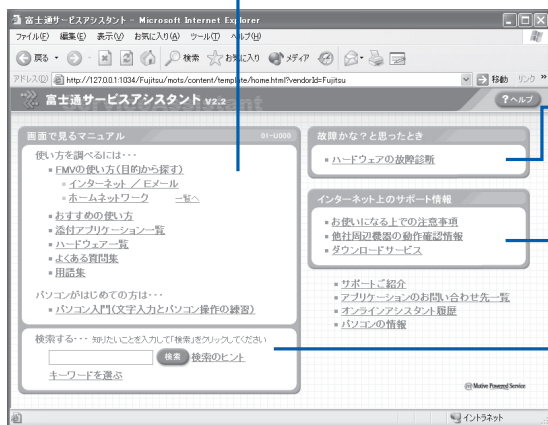 富士通サービスアシスタント - Microsoft Internet Explorer
ファイル(F) 編集(E) 表示(V) お気に入り(A) ツール(T) ヘルプ(H)
戻る 検索 お気に入り メディア
アドレス(D) http://127.0.0.1:1034/Fujitsu/mots/content/template/home.html?vendorId=Fujitsu 移動 リンク »
富士通サービスアシスタント V2.2
?ヘルプ
画面で見るマニュアル 01-U000
使い方を調べるには・・・
FMVの使い方(目的から探す)
インターネット / Eメール
ホームネットワーク 一覧へ
おすすめの使い方
添付アプリケーション一覧
ハードウェア一覧
よくある質問集
用語集
パソコンがはじめての方は・・・
パソコン入門(文字入力とパソコン操作の練習)
検索する・・・ 知りたいことを入力して「検索」をクリックしてください
検索 検索のヒント
キーワードを選ぶ
故障かな?と思ったとき
ハードウェアの故障診断
インターネット上のサポート情報
お使いになる上での注意事項
他社周辺機器の動作確認情報
ダウンロードサービス
サポートご紹介
アプリケーションのお問い合わせ先一覧
オンラインアシスタント履歴
パソコンの情報
Motive Powered Service
イントラネット